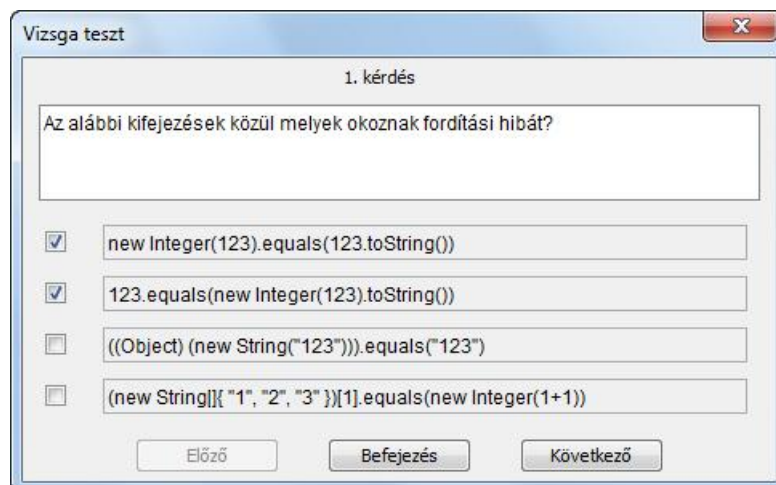 Vizsga teszt
1. kérdés
Az alábbi kifejezések közül melyek okoznak fordítási hibát?
new Integer(123).equals(123.toString())
123.equals(new Integer(123).toString())
((Object) (new String("123"))).equals("123")
(new String[]{ "1", "2", "3" })[1].equals(new Integer(1+1))
Előző Befejezés Következő